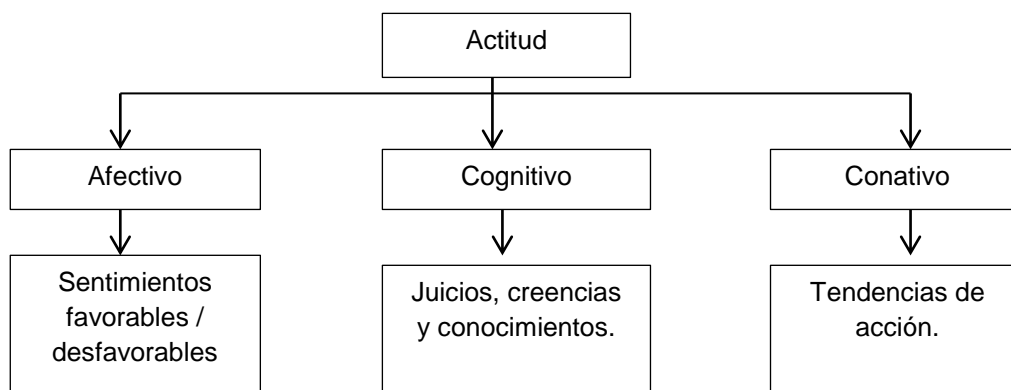 Actitud
Afectivo
Cognitivo
Conativo
Sentimientos
favorables /
desfavorables
Juicios, creencias
y conocimientos.
Tendencias de
acción.